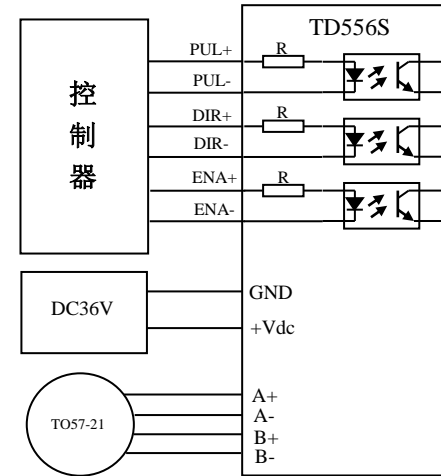 TD556S
PUL+
R
PUL-
控
制
器
DIR+
R
DIR-
ENA+
R
ENA-
DC36V
GND
+Vdc
TO57-21
A+
A-
B+
B-